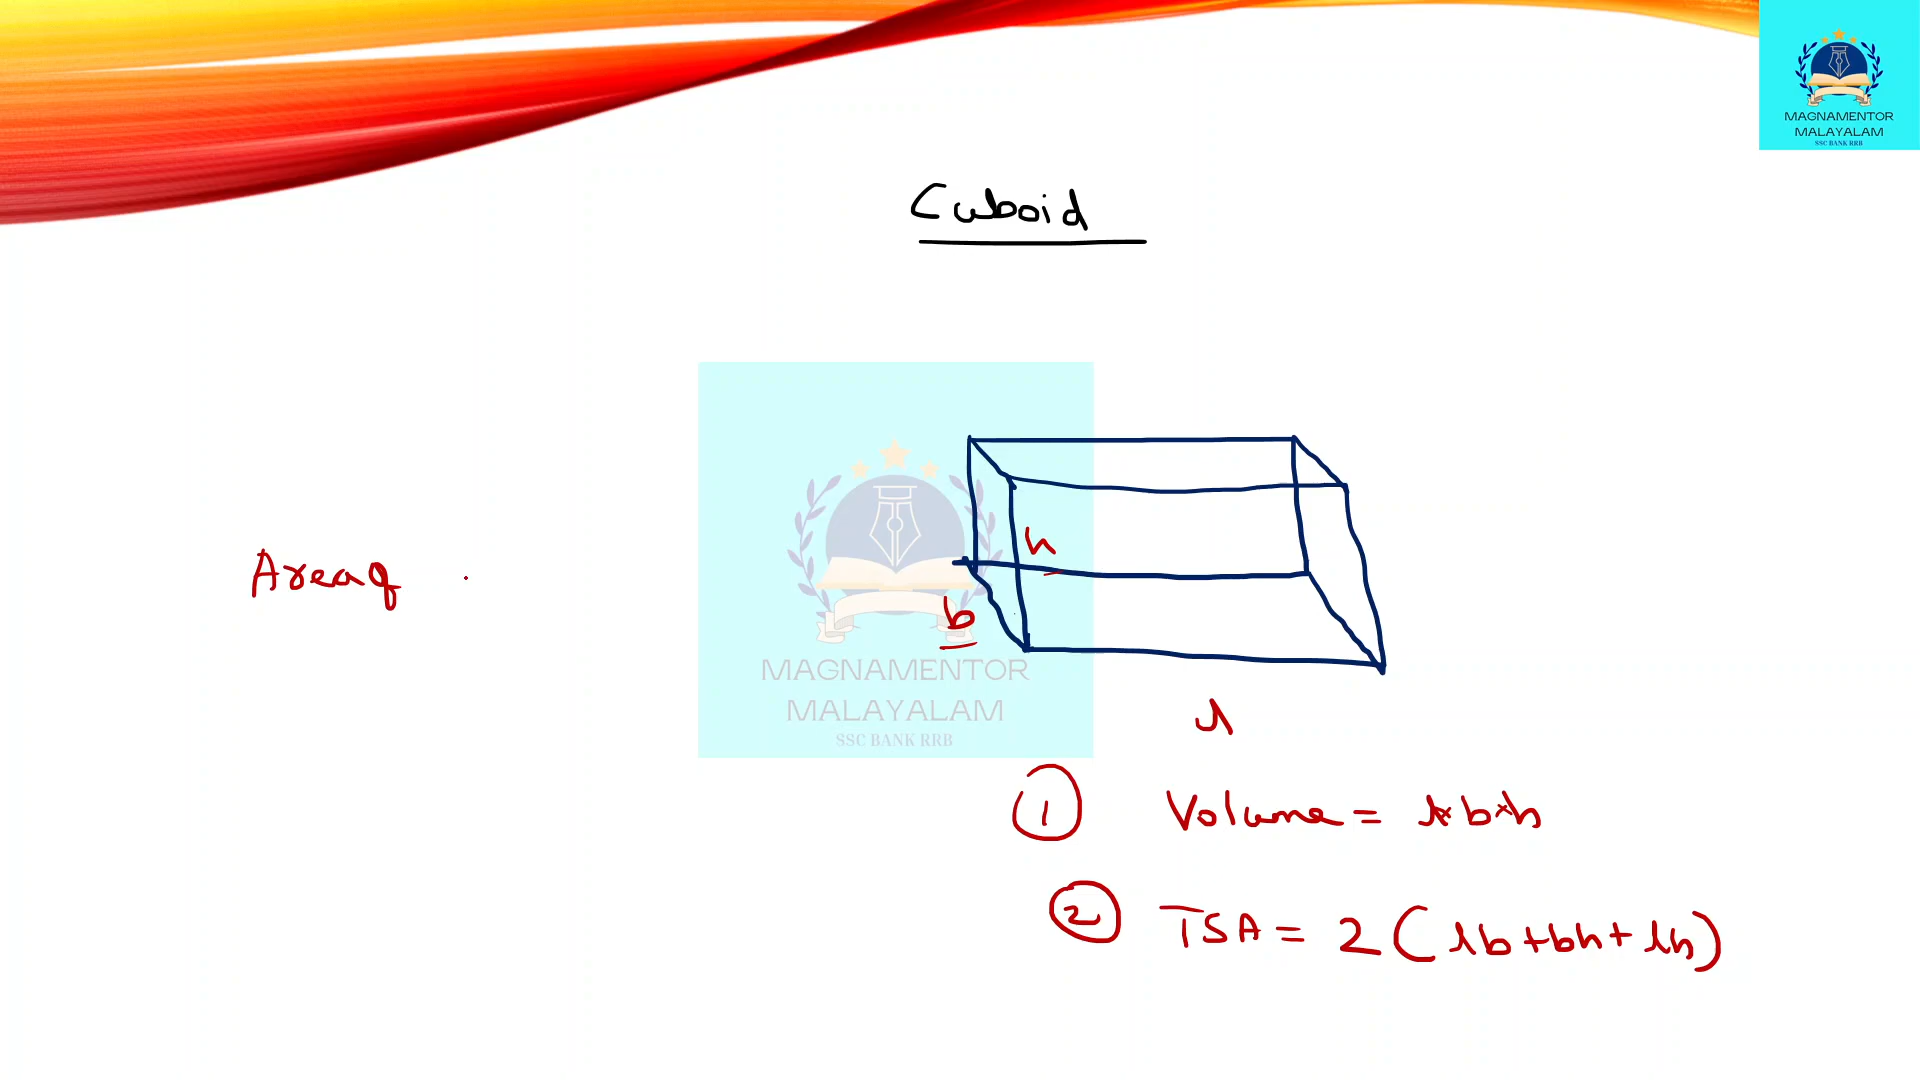 MAGNAMENTOR
MALAYALAM
SSC BANK RRB
Cuboid
h
Area of
b
MAGNAMENTOR
MALAYALAM
SSC BANK RRB
l
① Volume = l×b×h
② TSA = 2(lb+bh+lh)